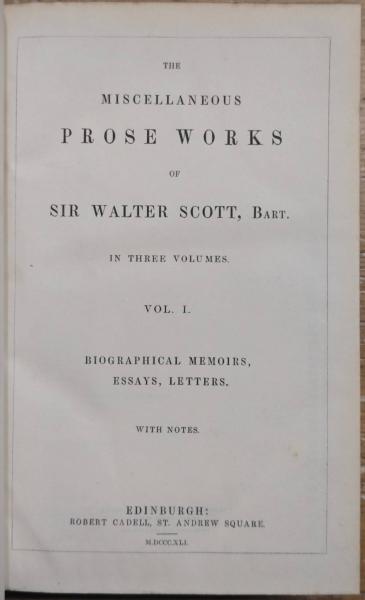 THE
MISCELLANEOUS
PROSE WORKS
OF
SIR WALTER SCOTT, BART.
IN THREE VOLUMES.
VOL. I.
BIOGRAPHICAL MEMOIRS,
ESSAYS, LETTERS.
WITH NOTES.
EDINBURGH:
ROBERT CADELL, ST. ANDREW SQUARE.
M.DCCC.XLI.